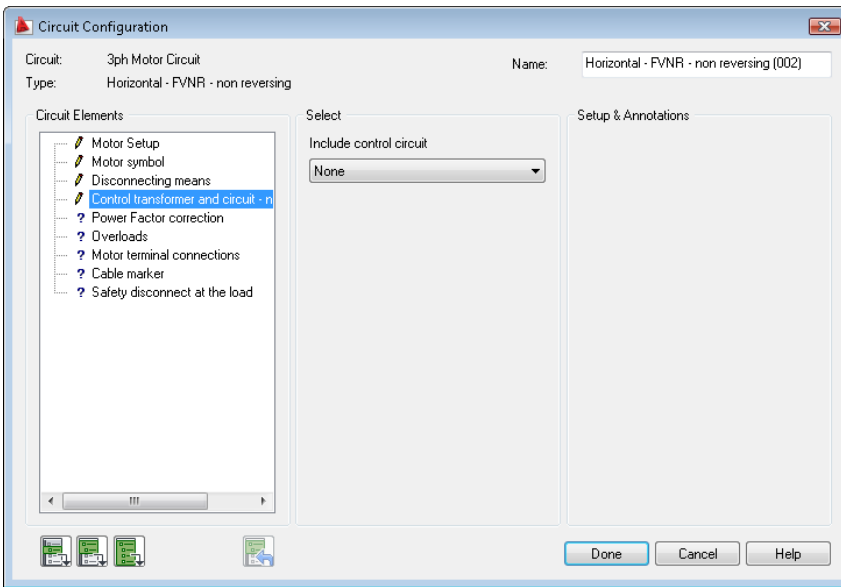 Circuit Configuration
Circuit: 3ph Motor Circuit
Name: Horizontal - FVNR - non reversing (002)
Type: Horizontal - FVNR - non reversing
Circuit Elements
Motor Setup
Motor symbol
Disconnecting means
Control transformer and circuit - n
? Power Factor correction
? Overloads
? Motor terminal connections
? Cable marker
? Safety disconnect at the load
Select
Include control circuit
None
Setup & Annotations
Done
Cancel
Help